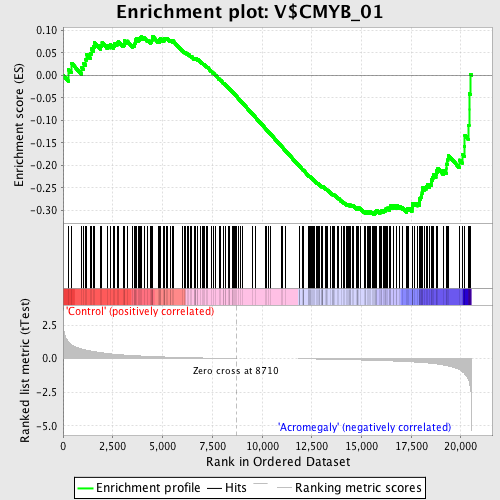 Enrichment plot: V$CMYB_01
Enrichment score (ES)
0.10
0.05
0.00
-0.05
-0.10
-0.15
-0.20
-0.25
-0.30
'Control' (positively correlated)
Ranked list metric (tTest)
2.5
0.0
-2.5
-5.0
Zero cross at 8710
'Acromegaly' (negatively correlated)
0
2,500
5,000
7,500
10,000
12,500
15,000
17,500
20,000
Rank in Ordered Dataset
Enrichment profile
Hits
Ranking metric scores